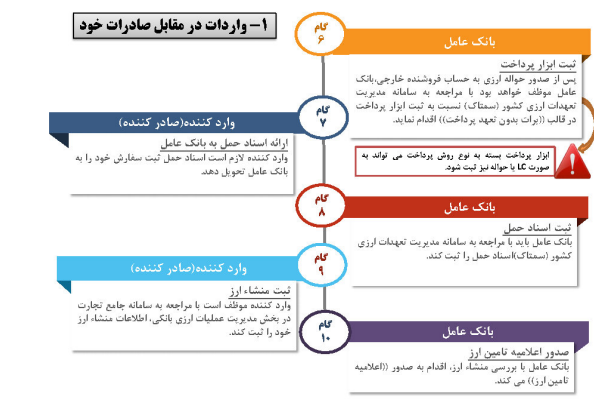 ۱- واردات در مقابل صادرات خود
گام
۶
بانک عامل
ثبت ابزار پرداخت
پس از صدور حواله ارزی به حساب فروشنده خارجی،بانک
عامل موظف خواهد بود با مراجعه به سامانه مدیریت
تعهدات ارزی کشور (سمتاک) نسبت به ثبت ابزار پرداخت
در قالب ((برات بدون تعهد پرداخت)) اقدام نماید.
ابزار پرداخت بسته به نوع روش پرداخت می تواند به
صورت LC یا حواله نیز ثبت شود.
گام
۷
وارد کننده(صادر کننده)
ارائه اسناد حمل به بانک عامل
وارد کننده لازم است اسناد حمل ثبت سفارش خود را به
بانک عامل تحویل دهد.
گام
۸
بانک عامل
ثبت اسناد حمل
بانک عامل باید با مراجعه به سامانه مدیریت تعهدات ارزی
کشور (سمتاک)اسناد حمل را ثبت کند.
گام
۹
وارد کننده(صادر کننده)
ثبت منشاء ارز
وارد کننده موظف است با مراجعه به سامانه جامع تجارت
در بخش مدیریت عملیات ارزی بانکی، اطلاعات منشاء ارز
خود را ثبت کند.
گام
۱۰
بانک عامل
صدور اعلامیه تامین ارز
بانک عامل با بررسی منشاء ارز، اقدام به صدور ((اعلامیه
تامین ارز)) می کند.